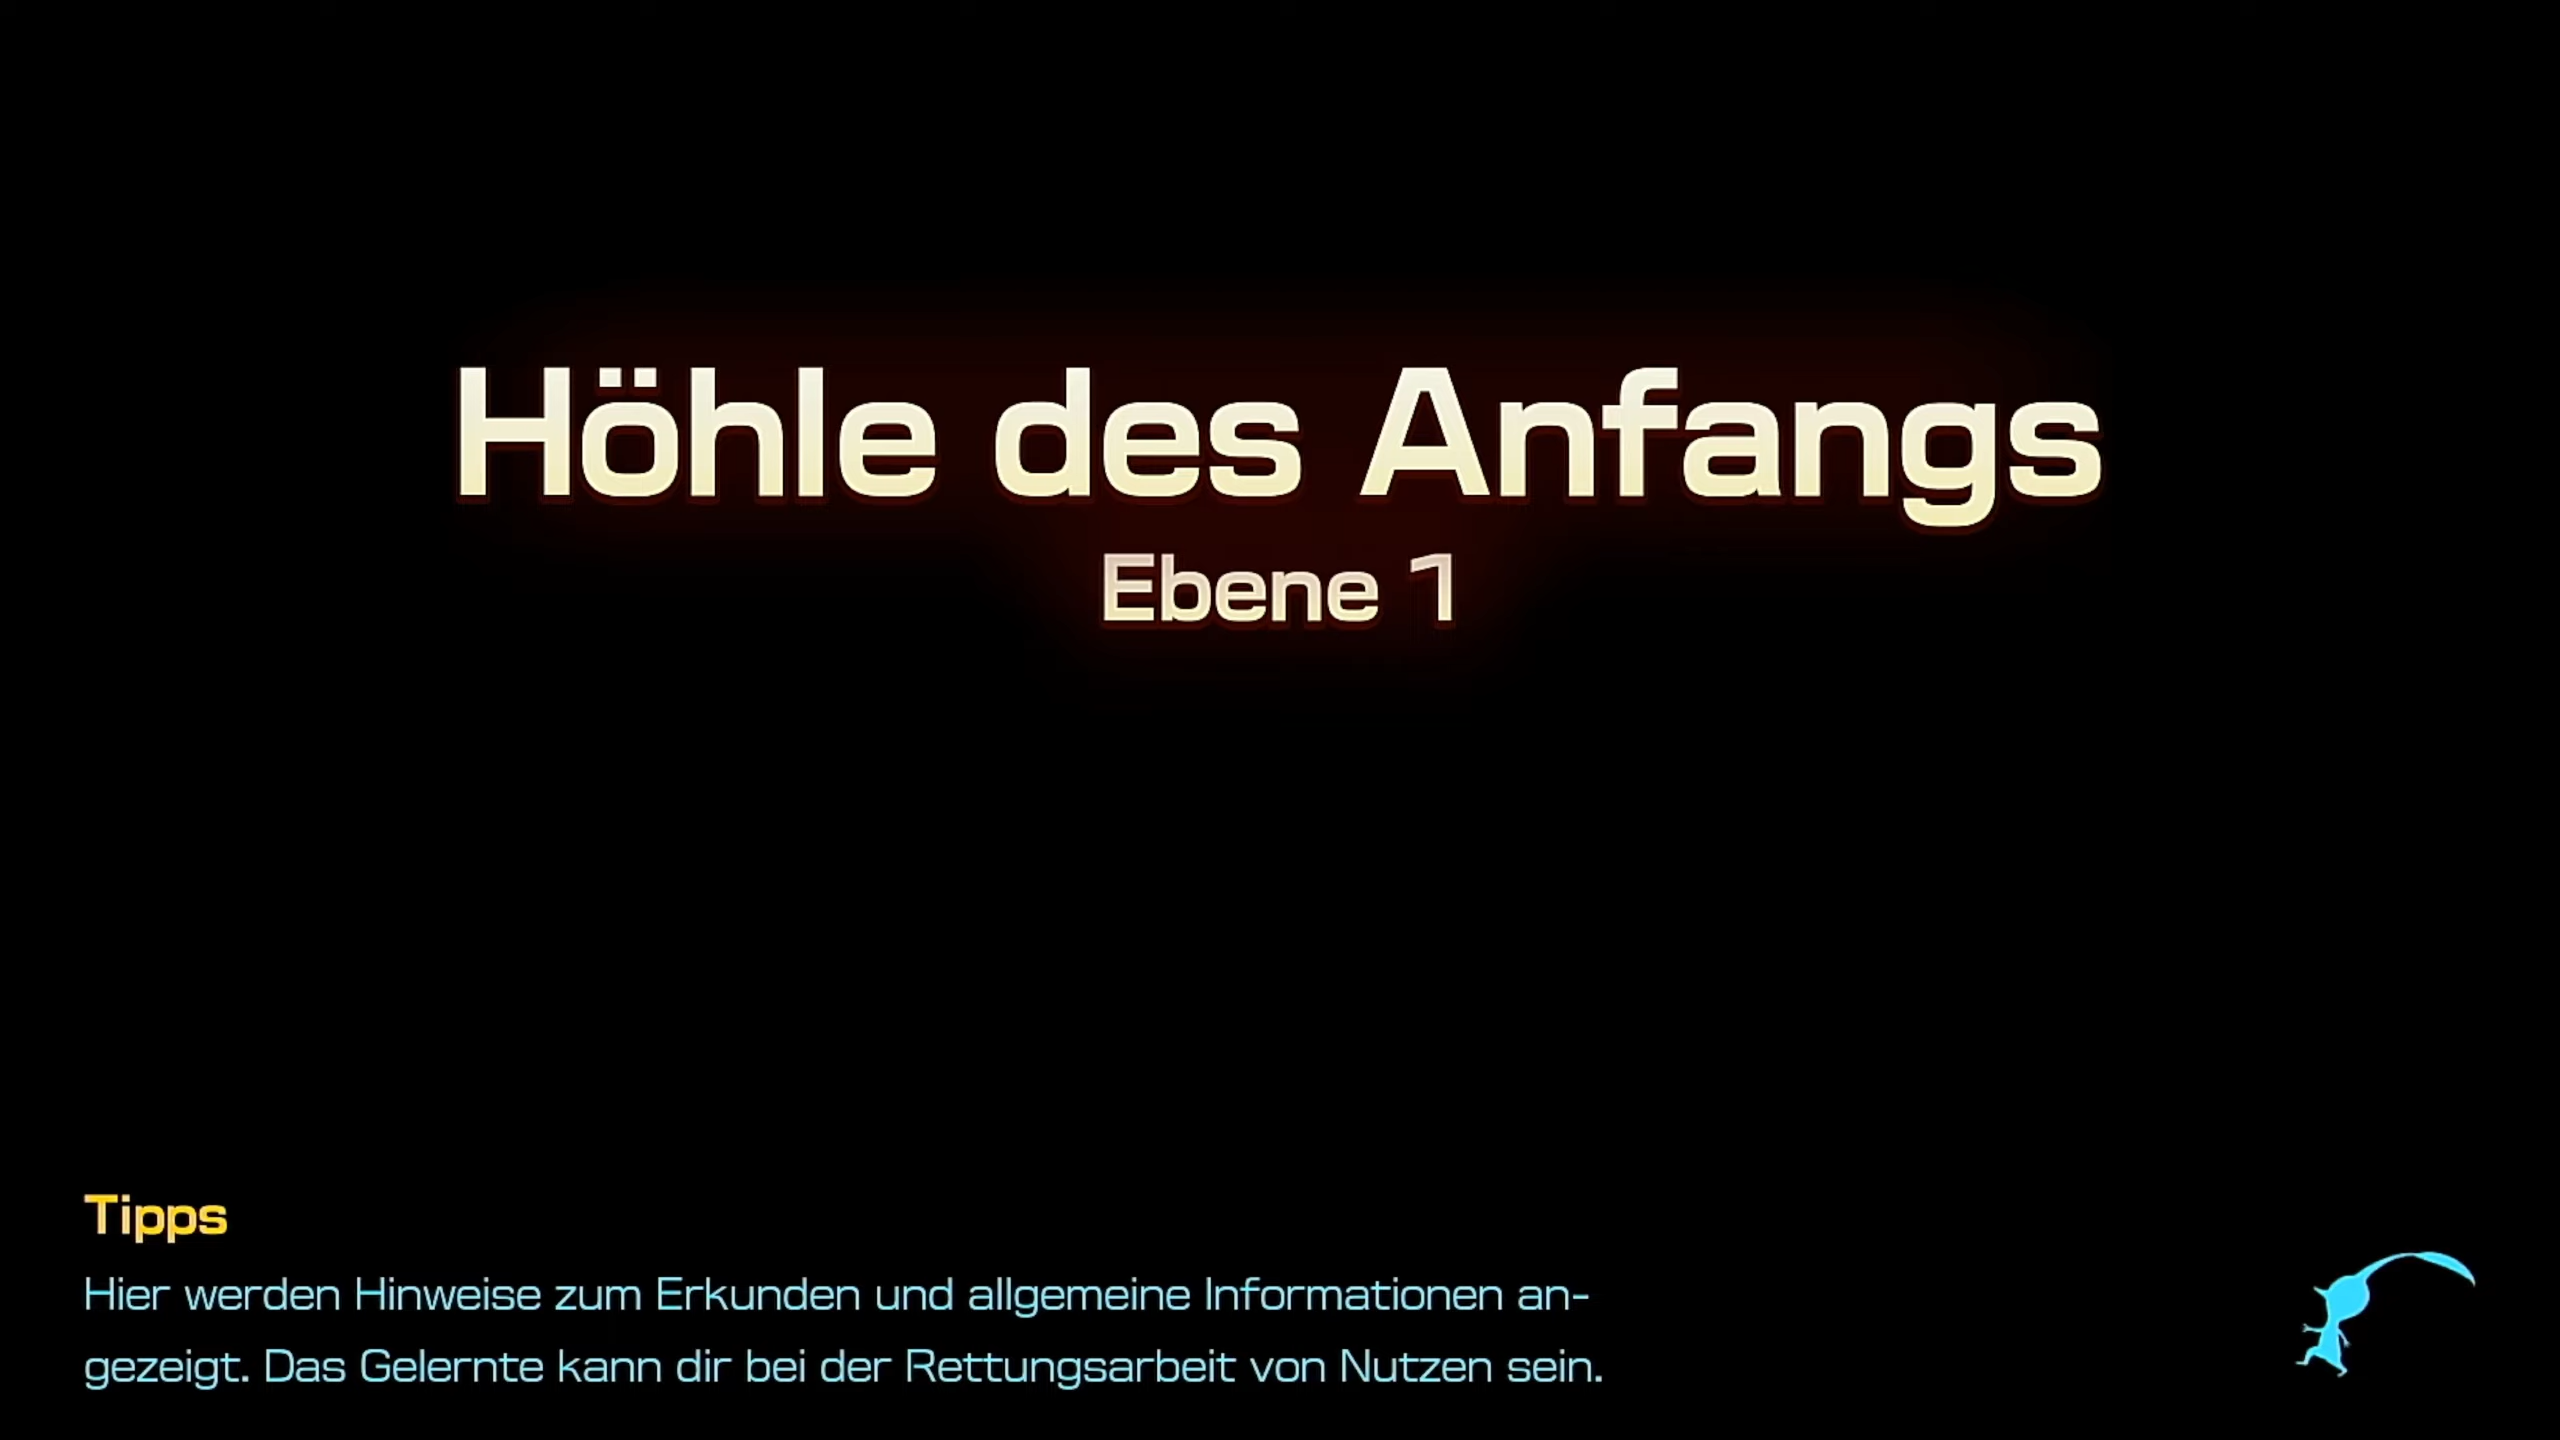 Höhle des Anfangs
Ebene 1
Tipps
Hier werden Hinweise zum Erkunden und allgemeine Informationen an-
gezeigt. Das Gelernte kann dir bei der Rettungsarbeit von Nutzen sein.